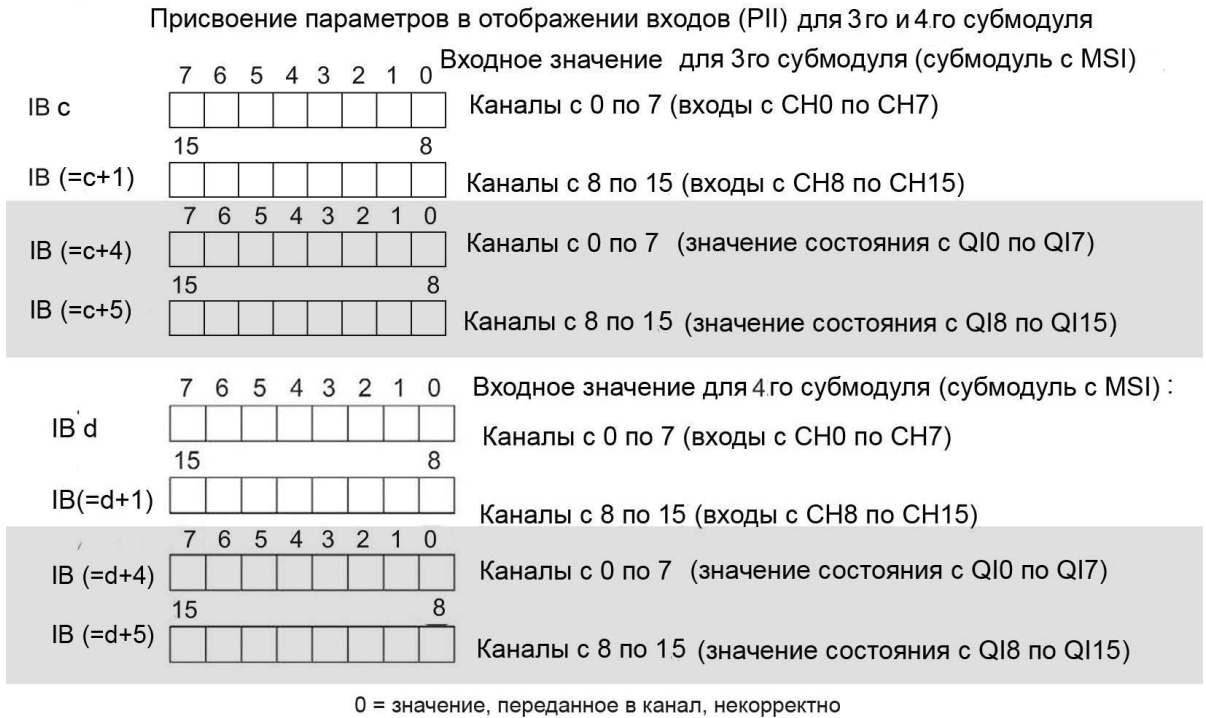 Присвоение параметров в отображении входов (PII) для 3го и 4.го субмодуля
Входное значение для 3го субмодуля (субмодуль с MSI)
7 6 5 4 3 2 1 0
IB c Каналы с 0 по 7 (входы с CH0 по CH7)
15 8
IB (=c+1) Каналы с 8 по 15 (входы с CH8 по CH15)
7 6 5 4 3 2 1 0
IB (=c+4) Каналы с 0 по 7 (значение состояния с QI0 по QI7)
15 8
IB (=c+5) Каналы с 8 по 15 (значение состояния с QI8 по QI15)
7 6 5 4 3 2 1 0 Входное значение для 4.го субмодуля (субмодуль с MSI) :
IB d Каналы с 0 по 7 (входы с CH0 по CH7)
15 8
IB(=d+1) Каналы с 8 по 15 (входы с CH8 по CH15)
7 6 5 4 3 2 1 0
IB (=d+4) Каналы с 0 по 7 (значение состояния с QI0 по QI7)
15 8
IB (=d+5) Каналы с 8 по 15 (значение состояния с QI8 по QI15)
0 = значение, переданное в канал, некорректно